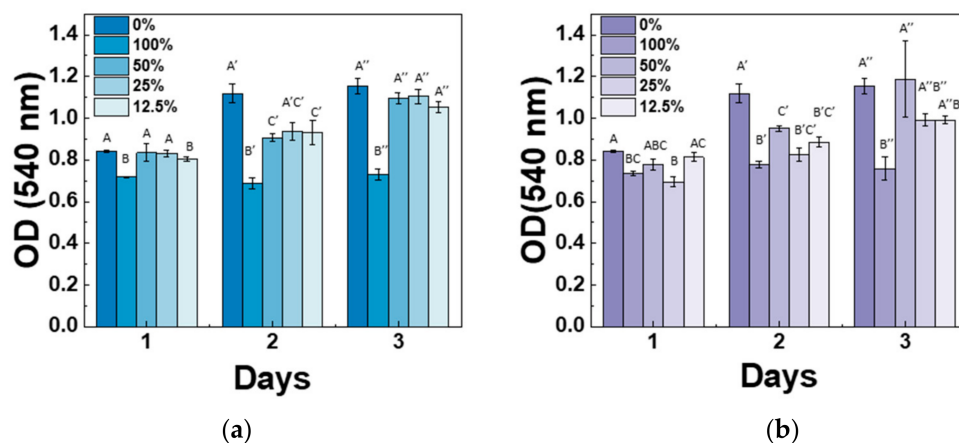 OD (540 nm)
1.4
1.2
1.0
0.8
0.6
0.4
0.2
0.0
0%
100%
50%
25%
12.5%
A B A A B
A′ B′ C′ A′C′ C′
A′′ B′′ A′′ A′′ A′′
1 2 3
Days
(a)
OD(540 nm)
1.4
1.2
1.0
0.8
0.6
0.4
0.2
0.0
0%
100%
50%
25%
12.5%
A BC ABC B AC
A′ B′ C′ B′C′ B′C′
A′′ B′′ A′′ A′′B′′ A′′B
1 2 3
Days
(b)